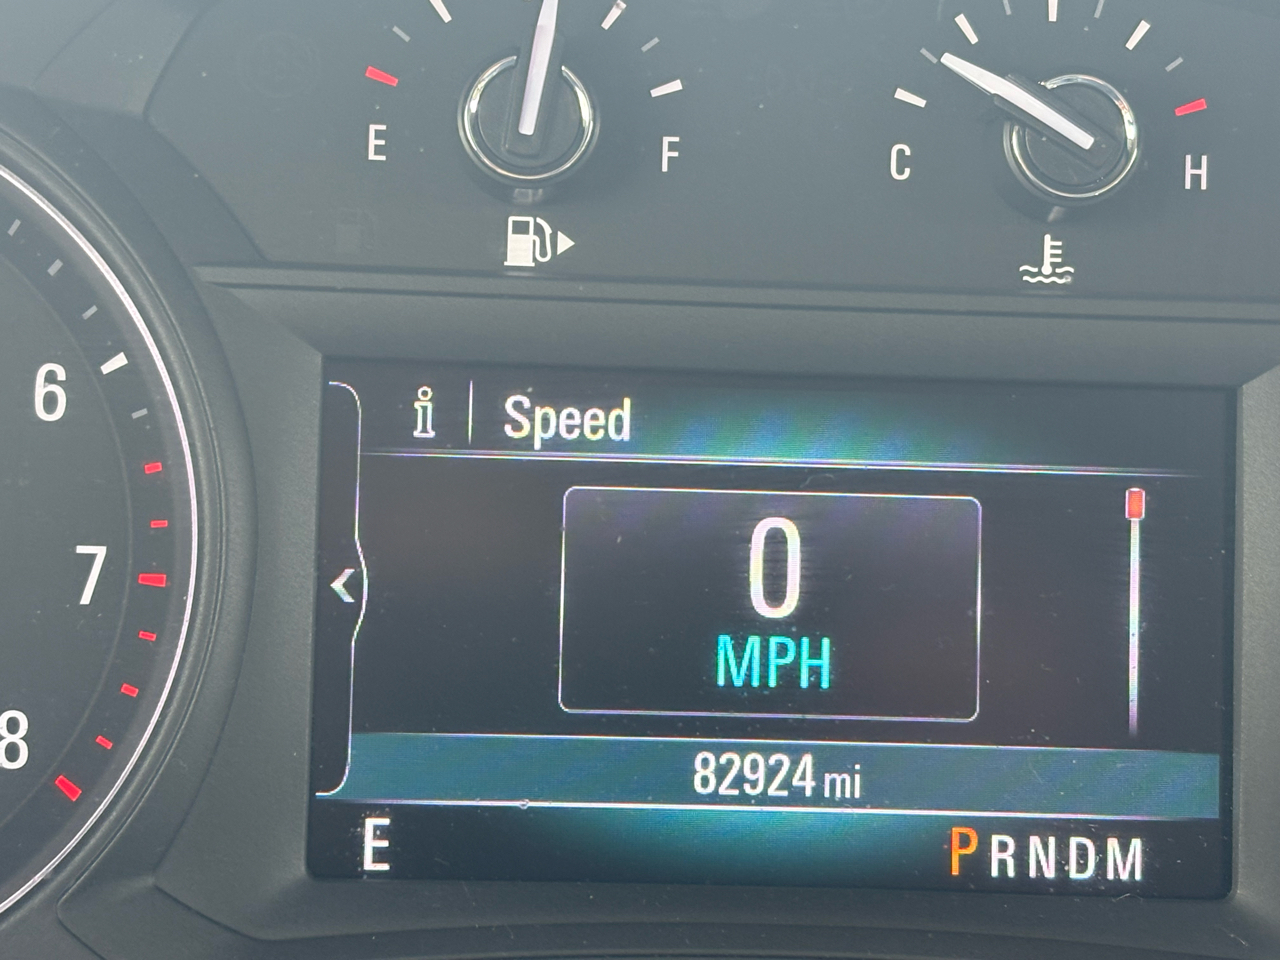 E F
C H
6
7
8
i Speed
0
MPH
82924 mi
E PRNDM